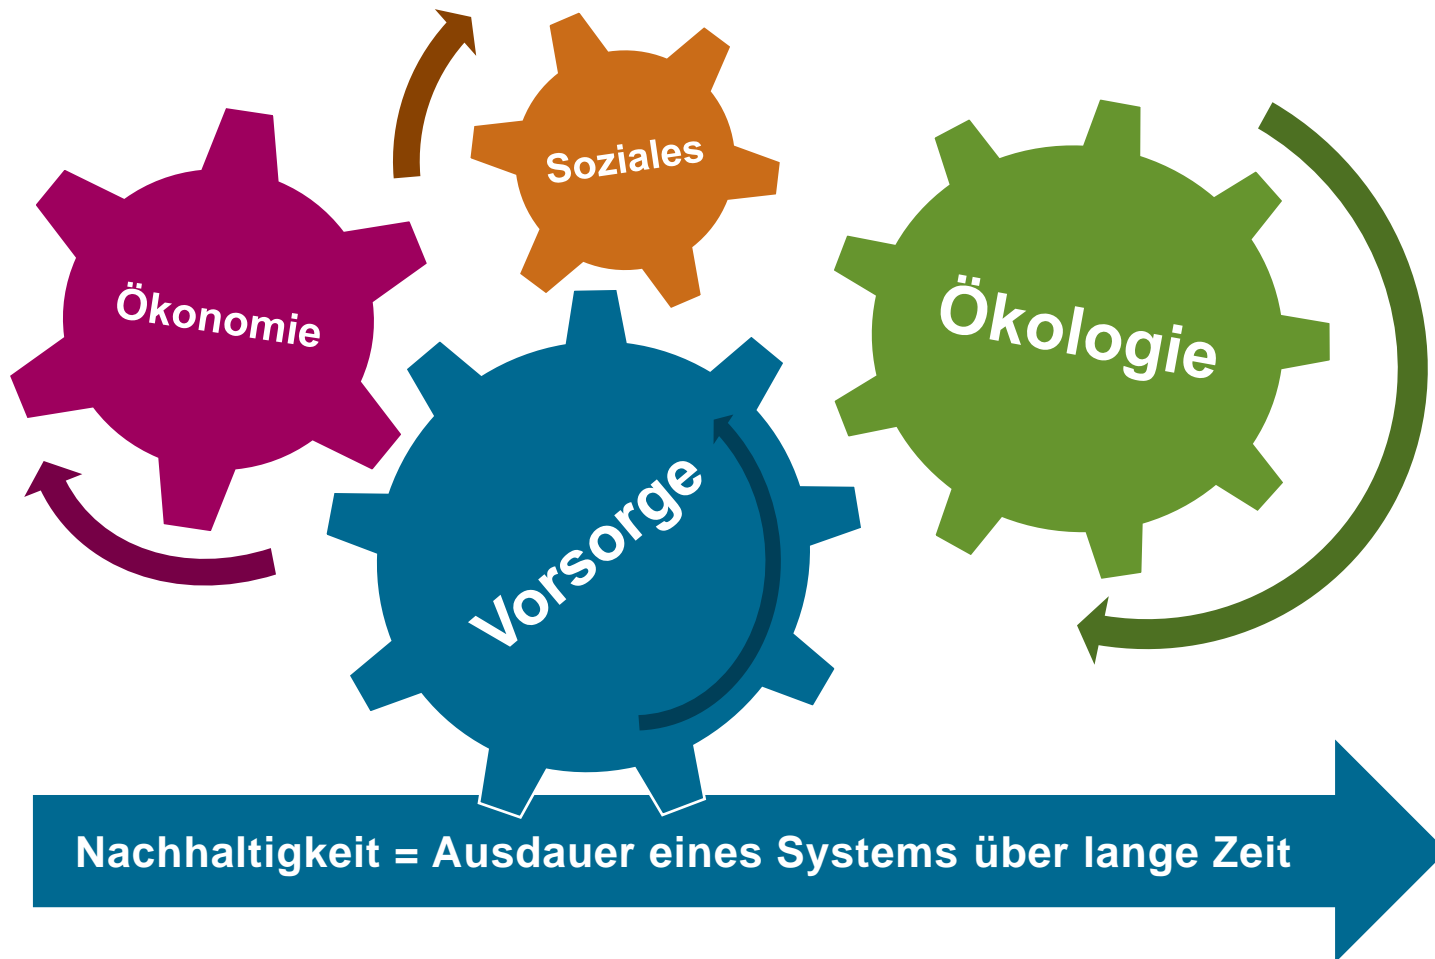 Soziales
Ökonomie
Ökologie
Vorsorge
Nachhaltigkeit = Ausdauer eines Systems über lange Zeit